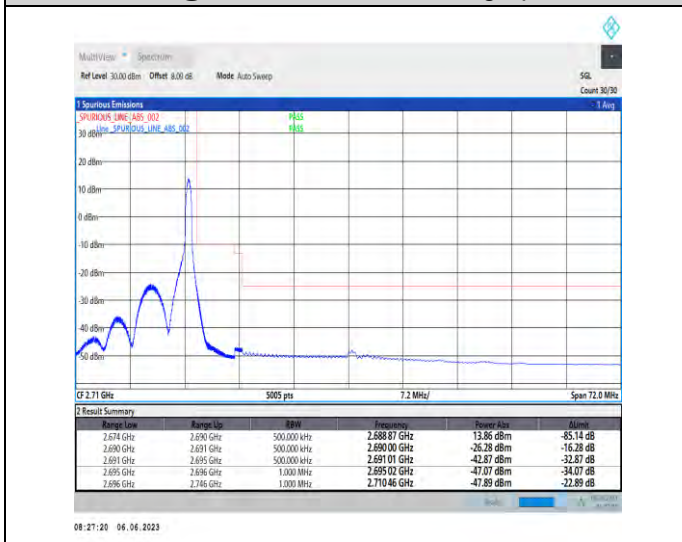 MultiView Spectrum
Ref Level 30.00 dBm Offset 8.00 dB Mode Auto Sweep SGL
Count 30/30
1 Spurious Emissions 1 Avg
_SPURIOUS_LINE_ABS_002 PASS
Line _SPURIOUS_LINE_ABS_002 PASS
30 dBm
20 dBm
10 dBm
0 dBm
-10 dBm
-20 dBm
-30 dBm
-40 dBm
-50 dBm
CF 2.71 GHz 5005 pts 7.2 MHz/ Span 72.0 MHz
2 Result Summary
Range Low Range Up RBW Frequency Power Abs ΔLimit
2.674 GHz 2.690 GHz 500.000 kHz 2.688 87 GHz 13.86 dBm -85.14 dB
2.690 GHz 2.691 GHz 500.000 kHz 2.690 00 GHz -26.28 dBm -16.28 dB
2.691 GHz 2.695 GHz 500.000 kHz 2.691 01 GHz -42.87 dBm -32.87 dB
2.695 GHz 2.696 GHz 1.000 MHz 2.695 02 GHz -47.07 dBm -34.07 dB
2.696 GHz 2.746 GHz 1.000 MHz 2.710 46 GHz -47.89 dBm -22.89 dB
08:27:20 06.06.2023